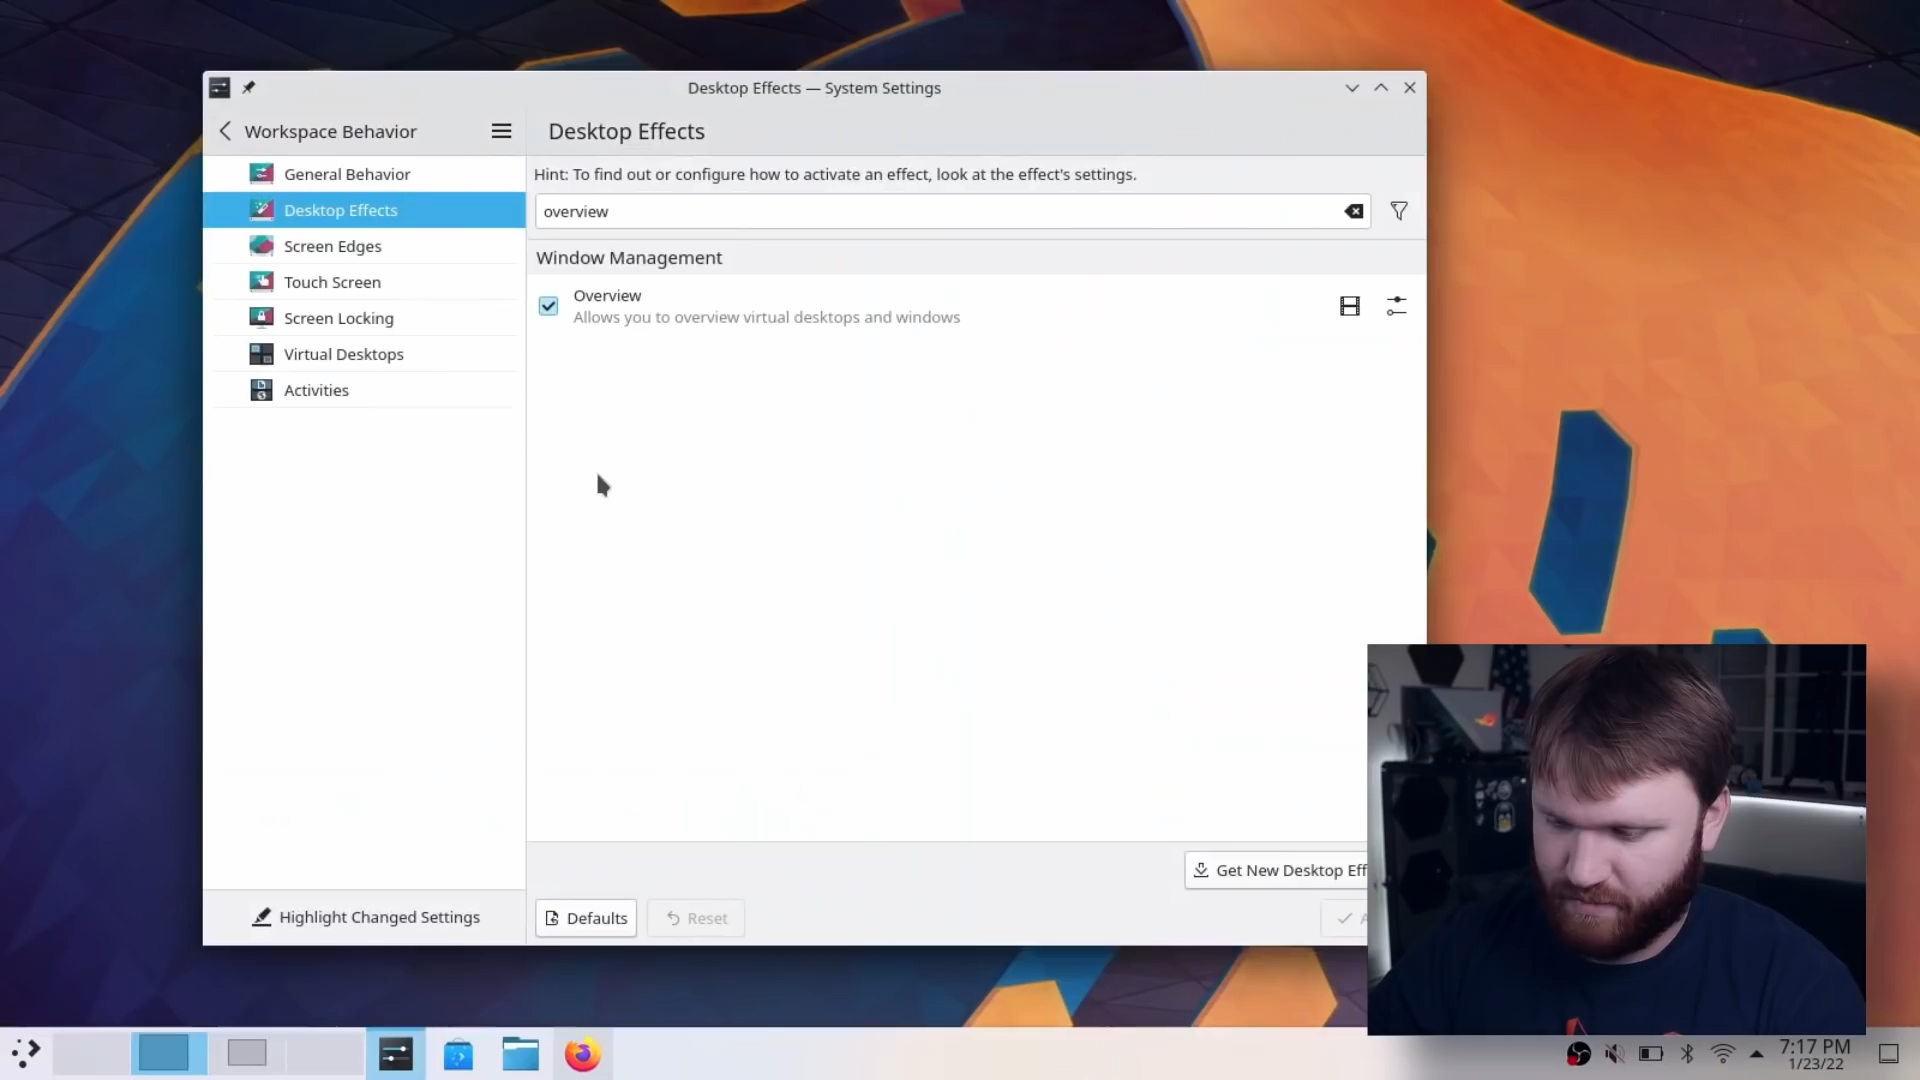 Desktop Effects — System Settings
Workspace Behavior
Desktop Effects
General Behavior
Desktop Effects
Screen Edges
Touch Screen
Screen Locking
Virtual Desktops
Activities
Highlight Changed Settings
Hint: To find out or configure how to activate an effect, look at the effect's settings.
overview
Window Management
Overview
Allows you to overview virtual desktops and windows
Get New Desktop Eff
Defaults
Reset
A
7:17 PM
1/23/22